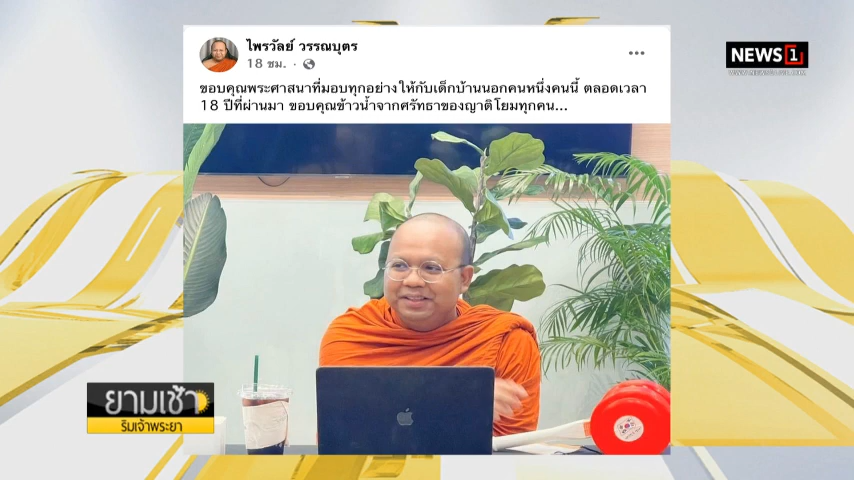 ไพรวัลย์ วรรณบุตร
18 ชม. ·
ขอบคุณพระศาสนาที่มอบทุกอย่างให้กับเด็กบ้านนอกคนหนึ่งคนนี้ ตลอดเวลา
18 ปีที่ผ่านมา ขอบคุณข้าวน้ำจากศรัทธาของญาติโยมทุกคน...
NEWS 1
ยามเช้า
ริมเจ้าพระยา